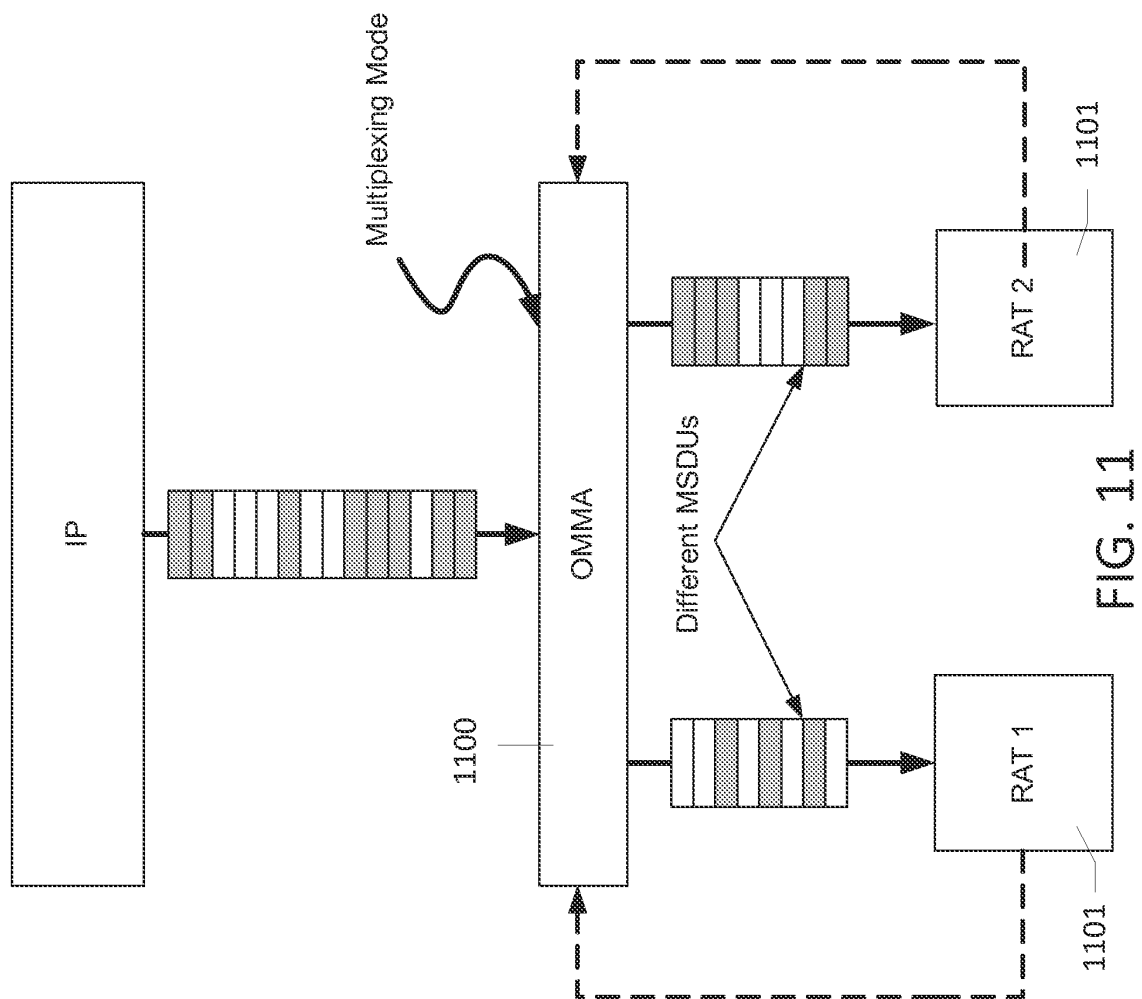 IP
Multiplexing Mode
1100
OMMA
Different MSDUs
RAT 1
RAT 2
1101
1101
FIG. 11